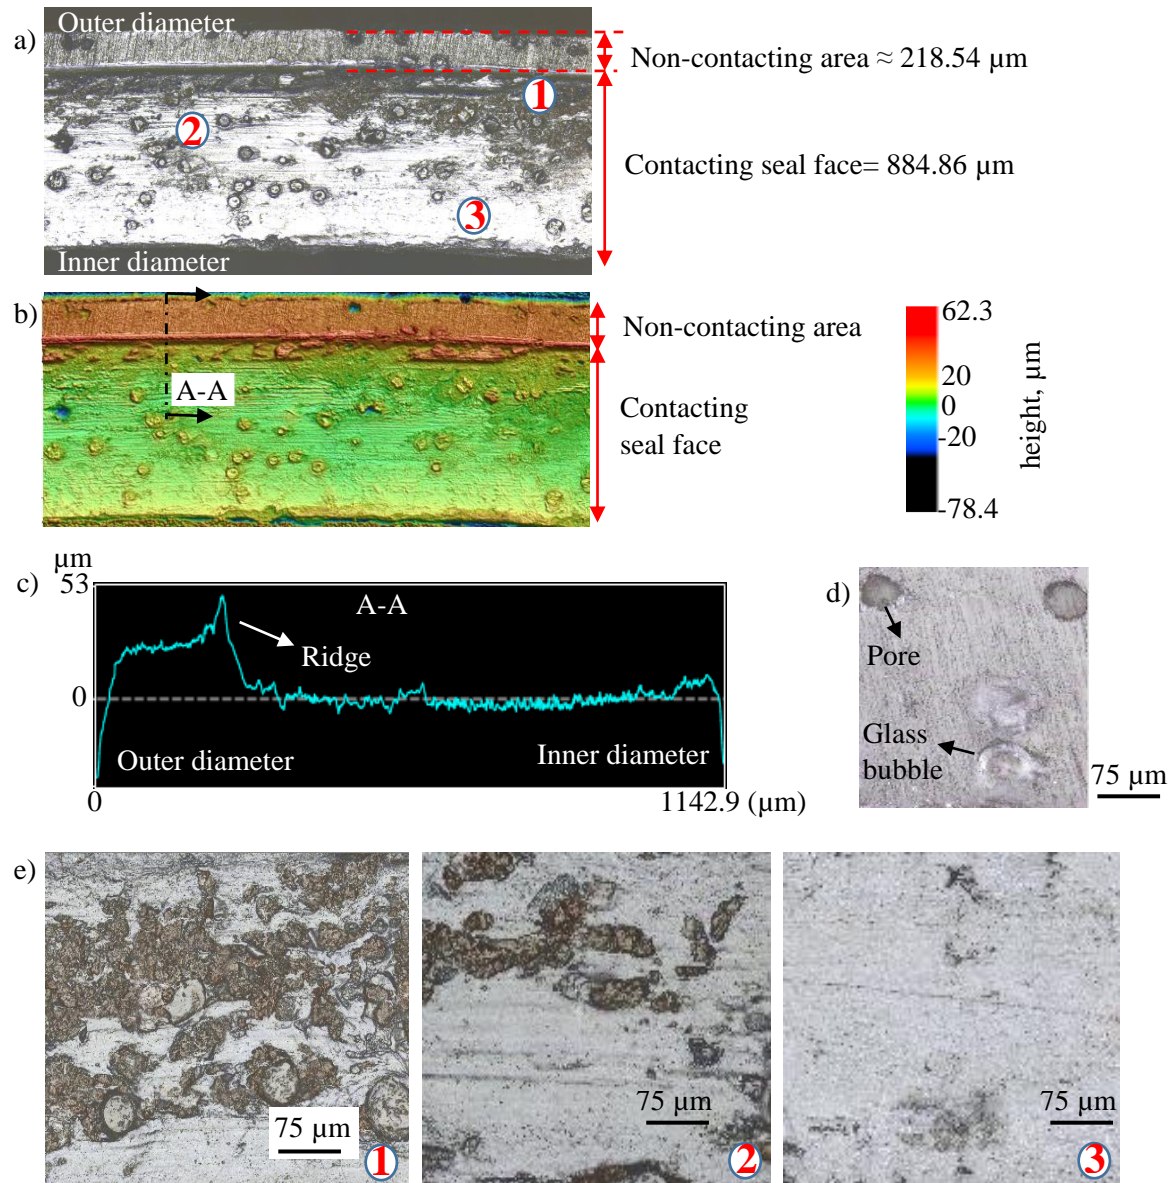 a)
Outer diameter
Non-contacting area ≈ 218.54 µm
1
2
Contacting seal face= 884.86 µm
3
Inner diameter
b)
A-A
Non-contacting area
Contacting
seal face
62.3
20
0
-20
-78.4
height, µm
c)
µm
53
A-A
Ridge
0
Outer diameter
Inner diameter
0
1142.9 (µm)
d)
Pore
Glass
bubble
75 µm
e)
75 µm
1
75 µm
2
75 µm
3